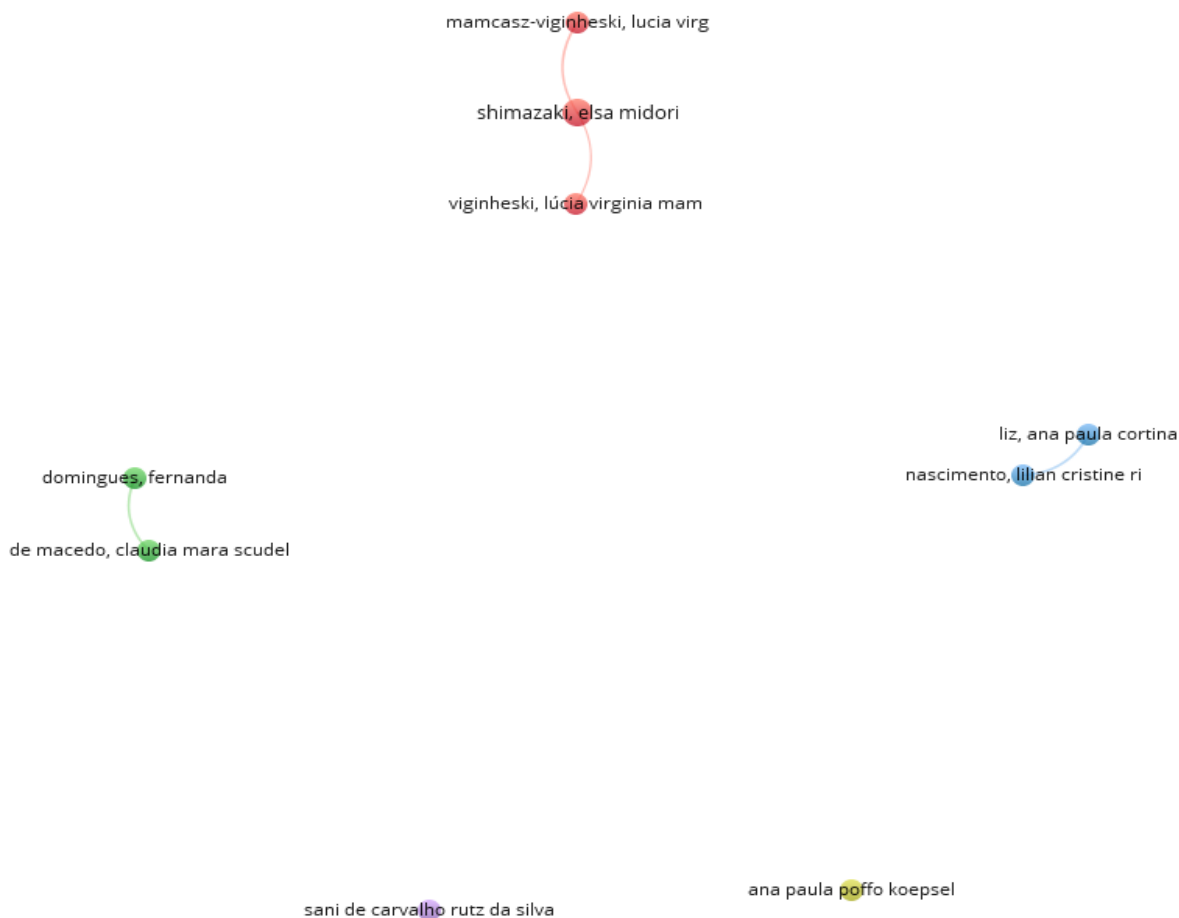 mamcasz-viginheski, lucia virg
shimazaki, elsa midori
viginheski, lúcia virginia mam
liz, ana paula cortina
nascimento, lilian cristine ri
domingues, fernanda
de macedo, claudia mara scudel
ana paula poffo koepsel
sani de carvalho rutz da silva